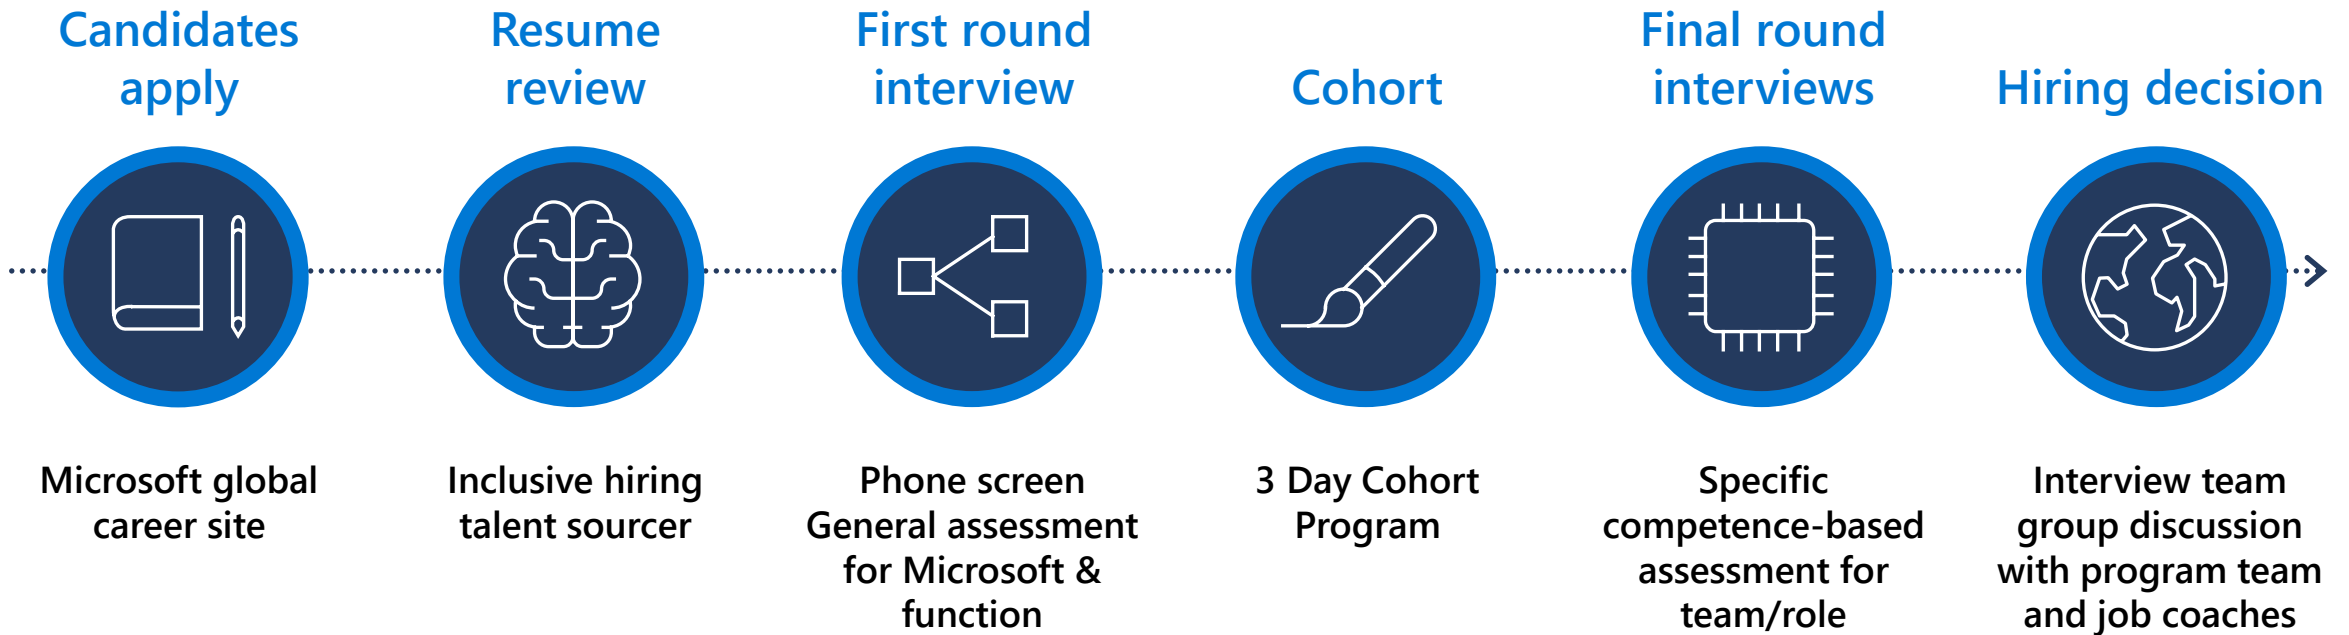 Candidates
apply
Resume
review
First round
interview
Cohort
Final round
interviews
Hiring decision
Microsoft global
career site
Inclusive hiring
talent sourcer
Phone screen
General assessment
for Microsoft &
function
3 Day Cohort
Program
Specific
competence-based
assessment for
team/role
Interview team
group discussion
with program team
and job coaches